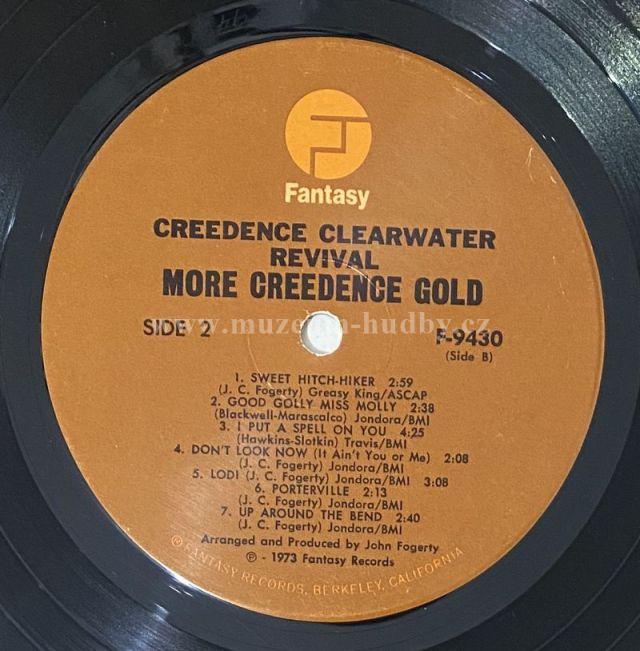 Fantasy
CREEDENCE CLEARWATER
REVIVAL
MORE CREEDENCE GOLD
www.muzeum-hudby.cz
SIDE 2
F-9430
(Side B)
1. SWEET HITCH-HIKER 2:59
(J. C. Fogerty) Greasy King/ASCAP
2. GOOD GOLLY MISS MOLLY 2:38
(Blackwell-Marascalco) Jondora/BMI
3. I PUT A SPELL ON YOU 4:25
(Hawkins-Slotkin) Travis/BMI
4. DON'T LOOK NOW (It Ain't You or Me) 2:08
(J. C. Fogerty) Jondora/BMI
5. LODI (J. C. Fogerty) Jondora/BMI 3:08
6. PORTERVILLE 2:13
(J. C. Fogerty) Jondora/BMI
7. UP AROUND THE BEND 2:40
(J. C. Fogerty) Jondora/BMI
Arranged and Produced by John Fogerty
℗ - 1973 Fantasy Records
®FANTASY RECORDS, BERKELEY, CALIFORNIA